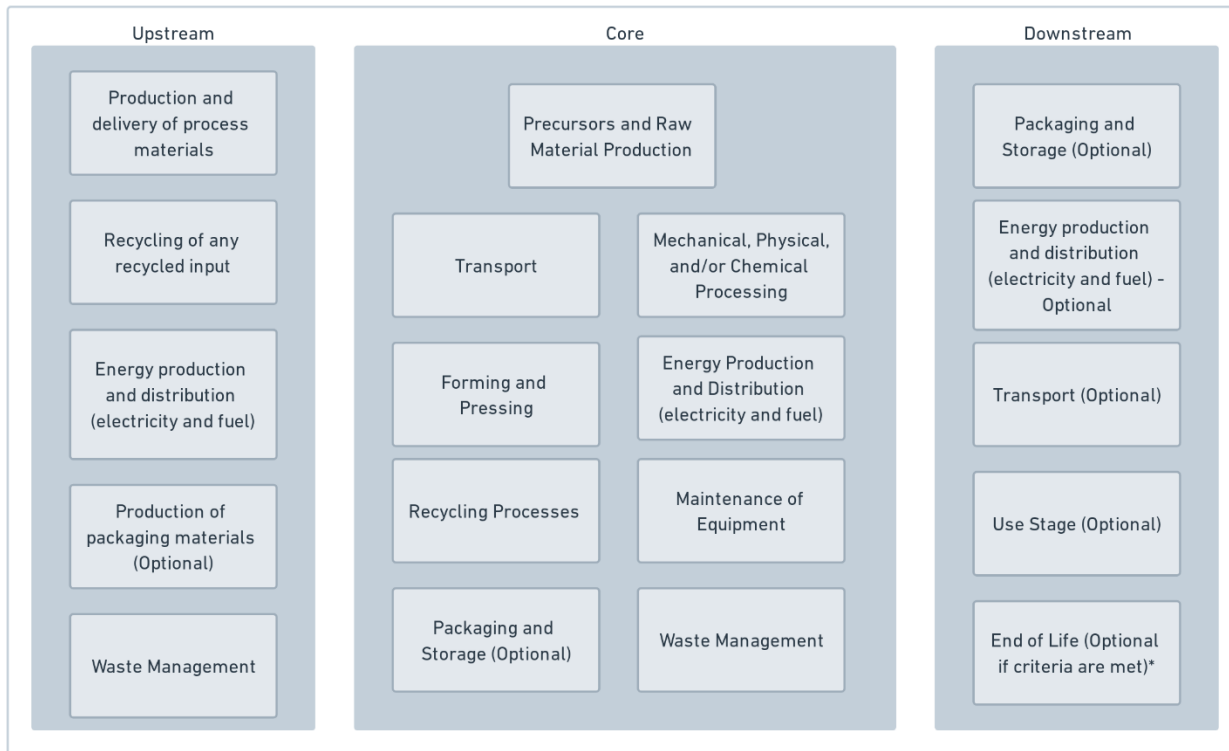 Upstream
Production and
delivery of process
materials
Recycling of any
recycled input
Energy production
and distribution
(electricity and fuel)
Production of
packaging materials
(Optional)
Waste Management
Core
Precursors and Raw
Material Production
Transport
Mechanical, Physical,
and/or Chemical
Processing
Forming and
Pressing
Energy Production
and Distribution
(electricity and fuel)
Recycling Processes
Maintenance of
Equipment
Packaging and
Storage (Optional)
Waste Management
Downstream
Packaging and
Storage (Optional)
Energy production
and distribution
(electricity and fuel) -
Optional
Transport (Optional)
Use Stage (Optional)
End of Life (Optional
if criteria are met)*